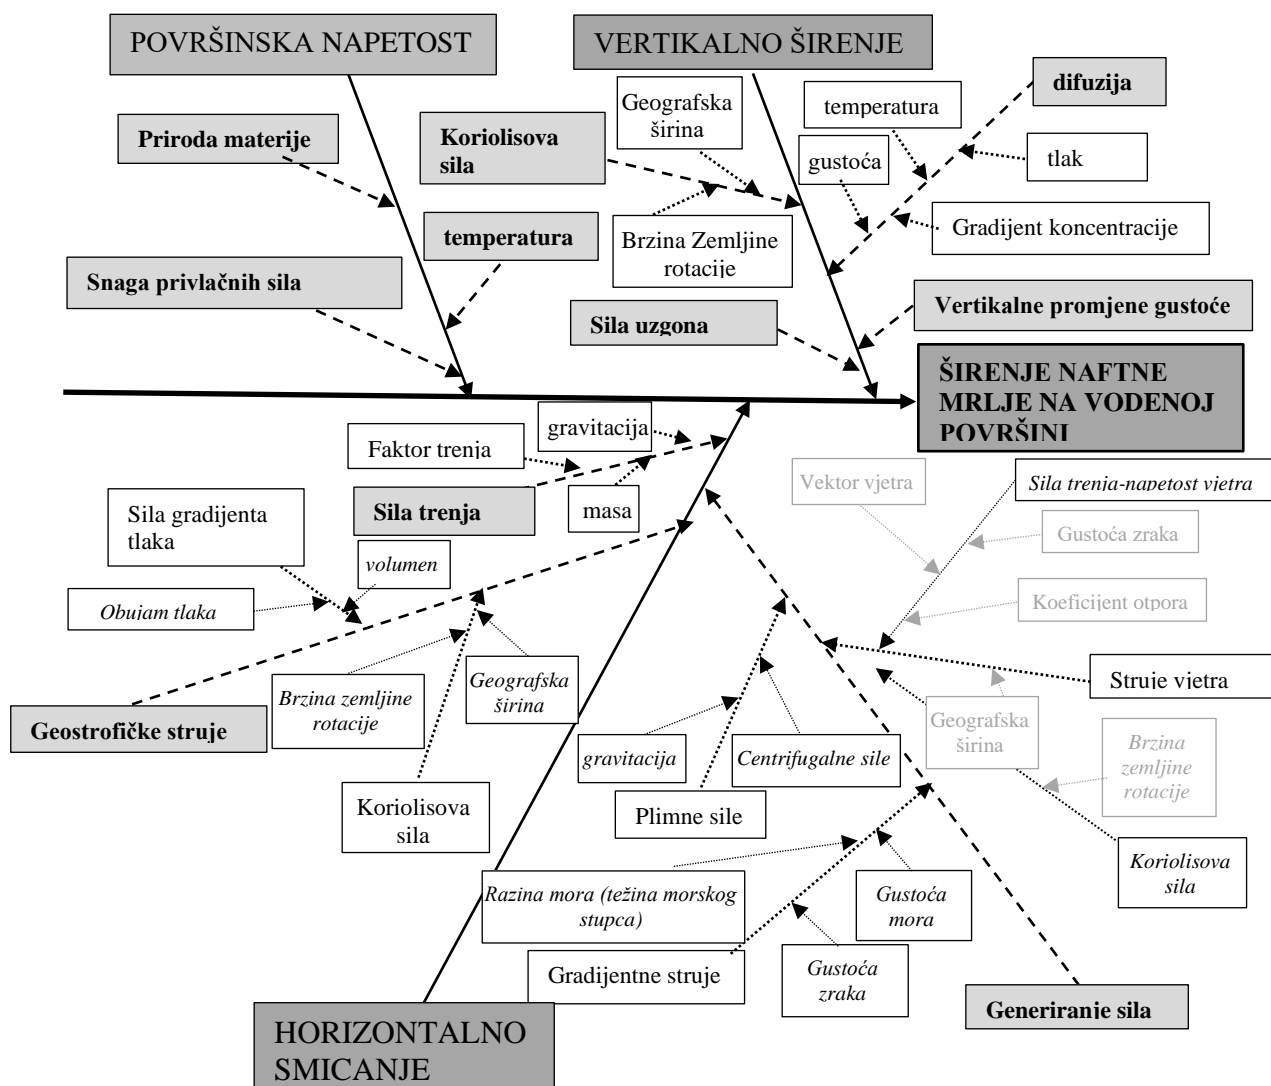 POVRŠINSKA NAPETOST
VERTIKALNO ŠIRENJE
Priroda materije
Koriolisova
sila
Geografska
širina
temperatura
difuzija
gustoća
tlak
temperatura
Brzina Zemljine
rotacije
Gradijent koncentracije
Snaga privlačnih sila
Sila uzgona
Vertikalne promjene gustoće
ŠIRENJE NAFTNE
MRLJE NA VODENOJ
POVRŠINI
gravitacija
Faktor trenja
masa
Sila trenja
Sila gradijenta
tlaka
volumen
Obujam tlaka
Vektor vjetra
Sila trenja-napetost vjetra
Gustoća zraka
Koeficijent otpora
Brzina zemljine
rotacije
Geografska
širina
Geostrofičke struje
Struje vjetra
Geografska
širina
Brzina
zemljine
rotacije
gravitacija
Centrifugalne sile
Koriolisova
sila
Plimne sile
Koriolisova
sila
Razina mora (težina morskog
stupca)
Gustoća
mora
Gradijentne struje
Gustoća
zraka
Generiranje sila
HORIZONTALNO
SMICANJE